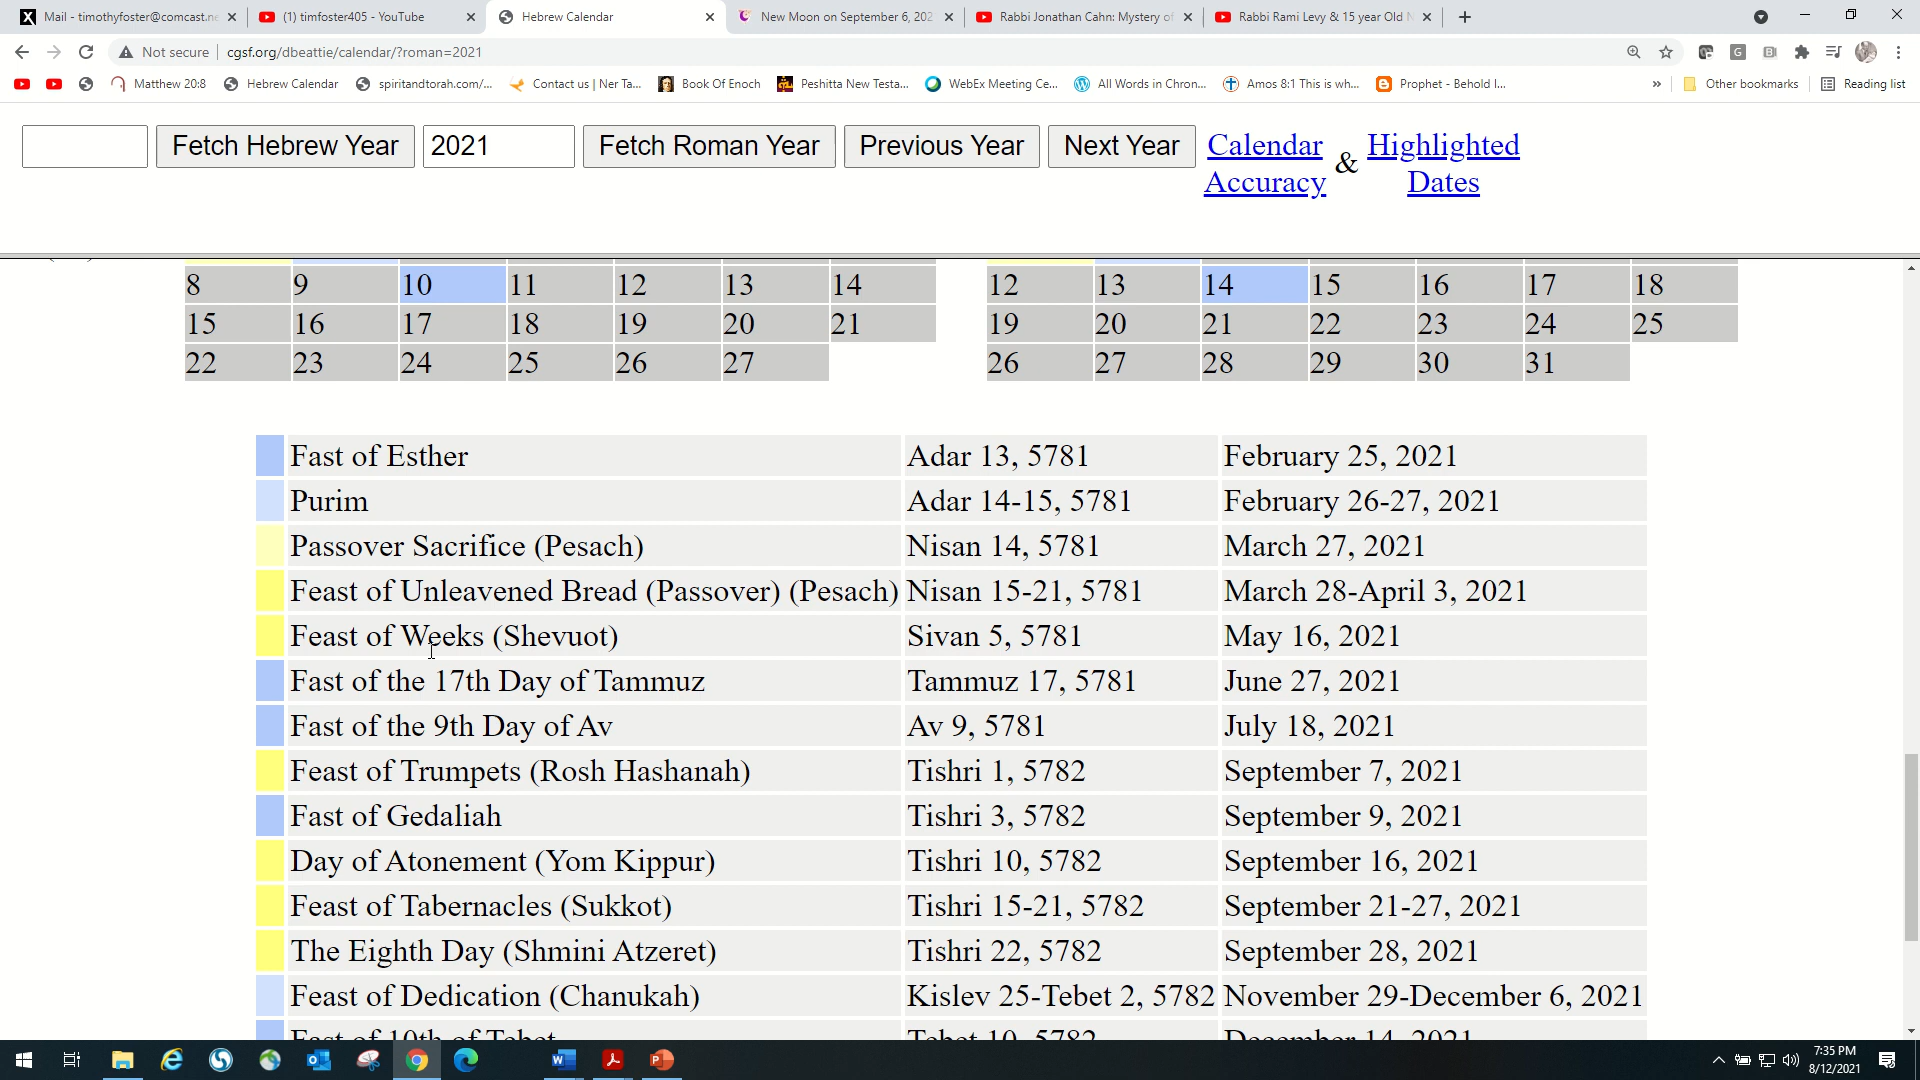 Mail - timothyfoster@comcast.ne
(1) timfoster405 - YouTube
Hebrew Calendar
New Moon on September 6, 202
Rabbi Jonathan Cahn: Mystery of
Rabbi Rami Levy & 15 year Old N
Not secure
cgsf.org/dbeattie/calendar/?roman=2021
Matthew 20:8
Hebrew Calendar
spiritandtorah.com/...
Contact us | Ner Ta...
Book Of Enoch
Peshitta New Testa...
WebEx Meeting Ce...
All Words in Chron...
Amos 8:1 This is wh...
Prophet - Behold I...
»
Other bookmarks
Reading list
Fetch Hebrew Year
2021
Fetch Roman Year
Previous Year
Next Year
Calendar
Accuracy
&
Highlighted
Dates
8 9 10 11 12 13 14
15 16 17 18 19 20 21
22 23 24 25 26 27
12 13 14 15 16 17 18
19 20 21 22 23 24 25
26 27 28 29 30 31
Fast of Esther Adar 13, 5781 February 25, 2021
Purim Adar 14-15, 5781 February 26-27, 2021
Passover Sacrifice (Pesach) Nisan 14, 5781 March 27, 2021
Feast of Unleavened Bread (Passover) (Pesach) Nisan 15-21, 5781 March 28-April 3, 2021
Feast of Weeks (Shevuot) Sivan 5, 5781 May 16, 2021
Fast of the 17th Day of Tammuz Tammuz 17, 5781 June 27, 2021
Fast of the 9th Day of Av Av 9, 5781 July 18, 2021
Feast of Trumpets (Rosh Hashanah) Tishri 1, 5782 September 7, 2021
Fast of Gedaliah Tishri 3, 5782 September 9, 2021
Day of Atonement (Yom Kippur) Tishri 10, 5782 September 16, 2021
Feast of Tabernacles (Sukkot) Tishri 15-21, 5782 September 21-27, 2021
The Eighth Day (Shmini Atzeret) Tishri 22, 5782 September 28, 2021
Feast of Dedication (Chanukah) Kislev 25-Tebet 2, 5782 November 29-December 6, 2021
Fast of 10th of Tebet Tebet 10, 5782 December 14, 2021
7:35 PM
8/12/2021